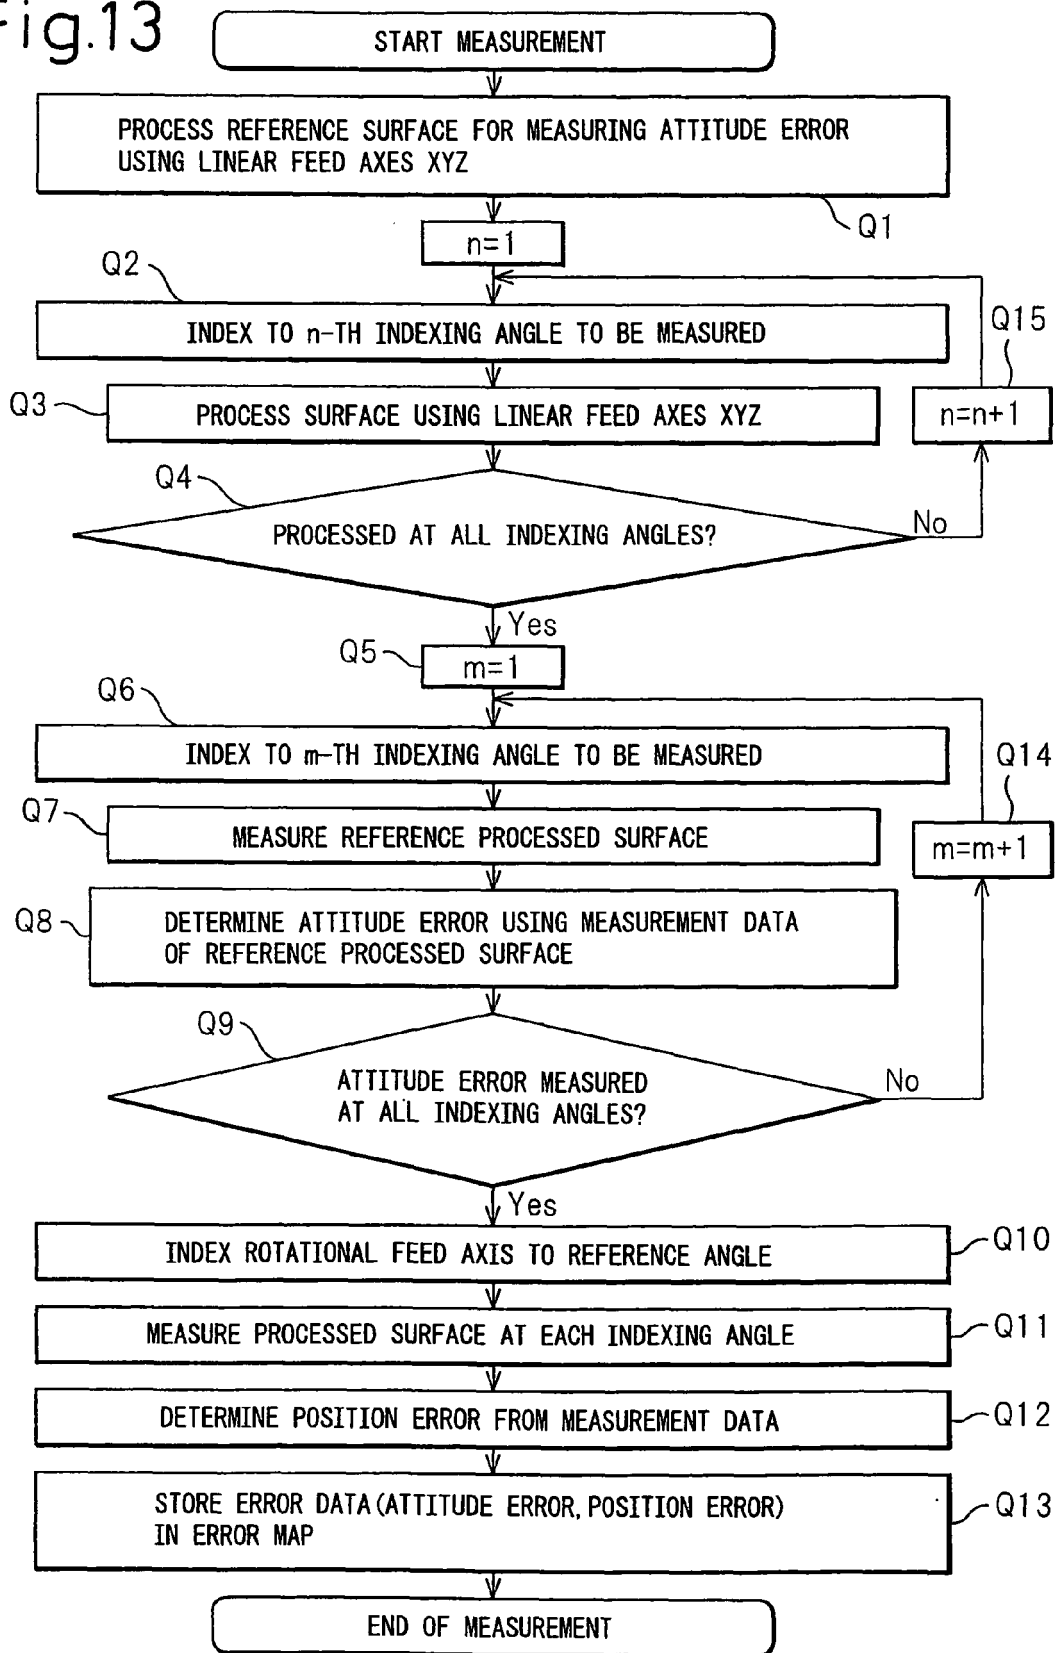 Fig.13
START MEASUREMENT
PROCESS REFERENCE SURFACE FOR MEASURING ATTITUDE ERROR
USING LINEAR FEED AXES XYZ
Q1
n=1
Q2
INDEX TO n-TH INDEXING ANGLE TO BE MEASURED
Q15
Q3
PROCESS SURFACE USING LINEAR FEED AXES XYZ
n=n+1
Q4
PROCESSED AT ALL INDEXING ANGLES?
No
Yes
Q5
m=1
Q6
INDEX TO m-TH INDEXING ANGLE TO BE MEASURED
Q14
Q7
MEASURE REFERENCE PROCESSED SURFACE
m=m+1
Q8
DETERMINE ATTITUDE ERROR USING MEASUREMENT DATA
OF REFERENCE PROCESSED SURFACE
Q9
ATTITUDE ERROR MEASURED
AT ALL INDEXING ANGLES?
No
Yes
INDEX ROTATIONAL FEED AXIS TO REFERENCE ANGLE
Q10
MEASURE PROCESSED SURFACE AT EACH INDEXING ANGLE
Q11
DETERMINE POSITION ERROR FROM MEASUREMENT DATA
Q12
STORE ERROR DATA(ATTITUDE ERROR, POSITION ERROR)
IN ERROR MAP
Q13
END OF MEASUREMENT